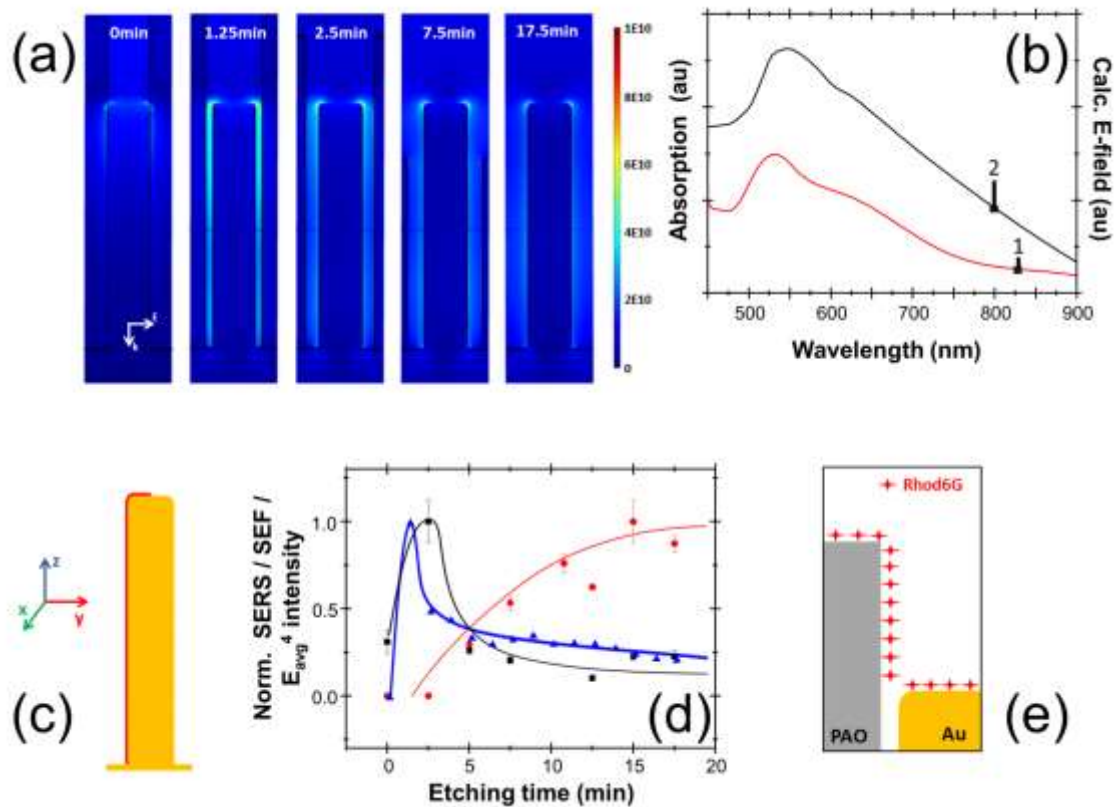 (a)
0min 1.25min 2.5min 7.5min 17.5min
1E10
8E10
6E10
4E10
2E10
0
E
k
(b)
Absorption (au)
Calc. E-field (au)
2
1
500 600 700 800 900
Wavelength (nm)
(c)
z
x
y
Norm. SERS / SEF /
E_avg^4 intensity
1.0
0.5
0.0
0 5 10 15 20
Etching time (min)
(d)
Rhod6G
PAO
Au
(e)